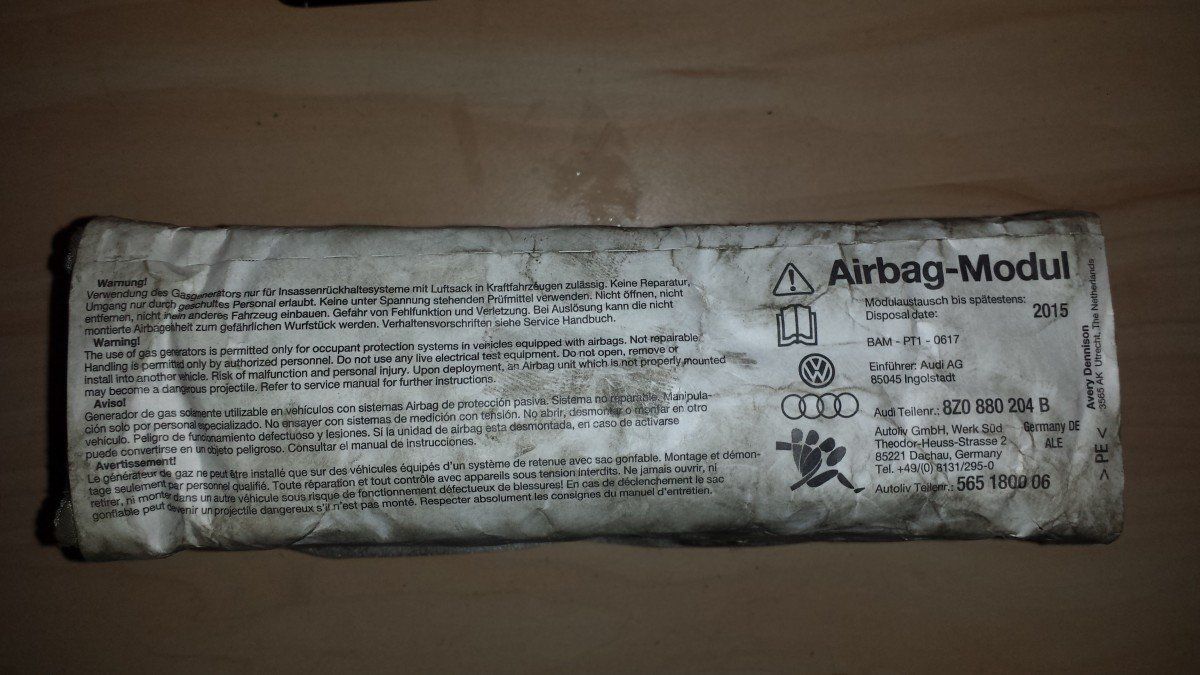 Warnung!
Verwendung des Gasgenerators nur für Insassenrückhaltesysteme mit Luftsack in Kraftfahrzeugen zulässig. Keine Reparatur,
Umgang nur durch geschultes Personal erlaubt. Keine unter Spannung stehenden Prüfmittel verwenden. Nicht öffnen, nicht
entfernen, nicht in ein anderes Fahrzeug einbauen. Gefahr von Fehlfunktion und Verletzung. Bei Auslösung kann die nicht
montierte Airbageinheit zum gefährlichen Wurfstück werden. Verhaltensvorschriften siehe Service Handbuch.
Warning!
The use of gas generators is permitted only for occupant protection systems in vehicles equipped with airbags. Not repairable.
Handling is permitted only by authorized personnel. Do not use any live electrical test equipment. Do not open, remove or
install into another vehicle. Risk of malfunction and personal injury. Upon deployment, an Airbag unit which is not properly mounted
may become a dangrous projectile. Refer to service manual for further instructions.
Aviso!
Generador de gas solamente utilizable en vehículos con sistemas Airbag de protección pasiva. Sistema no reparable. Manipula-
ción solo por personal especializado. No ensayer con sistemas de medición con tensión. No abrir, desmontar o montar en otro
vehículo. Peligro de funcionamiento defectuoso y lesiones. Si la unidad de airbag esta desmontada, en caso de activarse
puede convertirse en un objeto peligroso. Consultar el manual de instrucciones.
Avertissement!
Le générateur de gaz ne peut être installé que sur des véhicules équipés d'un système de retenue avec sac gonfable. Montage et démon-
tage seulement par personnel qualifié. Toute réparation et tout contrôle avec appareils sous tension interdits. Ne jamais ouvrir, ni
retirer, ni monter dans un autre véhicule sous risque de fonctionnement défectueux de blessures! En cas de déclenchement le sac
gonflable peut devenir un projectile dangereux s'il n'est pas monté. Respecter absolument les consignes du manuel d'entretien.
Airbag-Modul
Modulaustausch bis spätestens:
Disposal date: 2015
BAM - PT1 - 0617
Einführer: Audi AG
85045 Ingolstadt
Audi Teilenr.: 8Z0 880 204 B
Autoliv GmbH, Werk Süd Germany DE
Theodor-Heuss-Strasse 2 ALE
85221 Dachau, Germany
Tel. +49/(0) 8131/295-0
Autoliv Teilenr.: 565 1800 06
Avery Dennison
3565 AK Utrecht, The Netherlands
> PE <